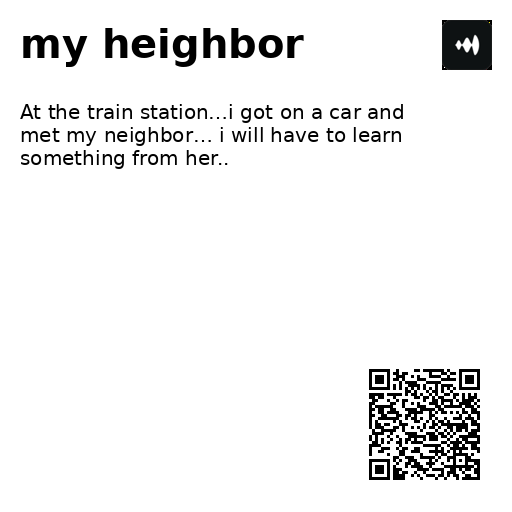 my heighbor
At the train station...i got on a car and
met my neighbor... i will have to learn
something from her..